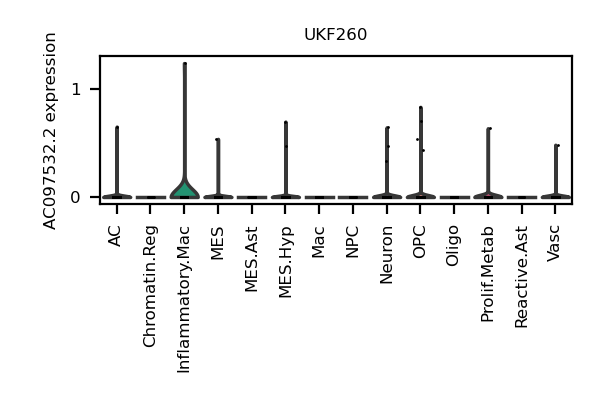 UKF260
AC097532.2 expression
1
0
AC
Chromatin.Reg
Inflammatory.Mac
MES
MES.Ast
MES.Hyp
Mac
NPC
Neuron
OPC
Oligo
Prolif.Metab
Reactive.Ast
Vasc